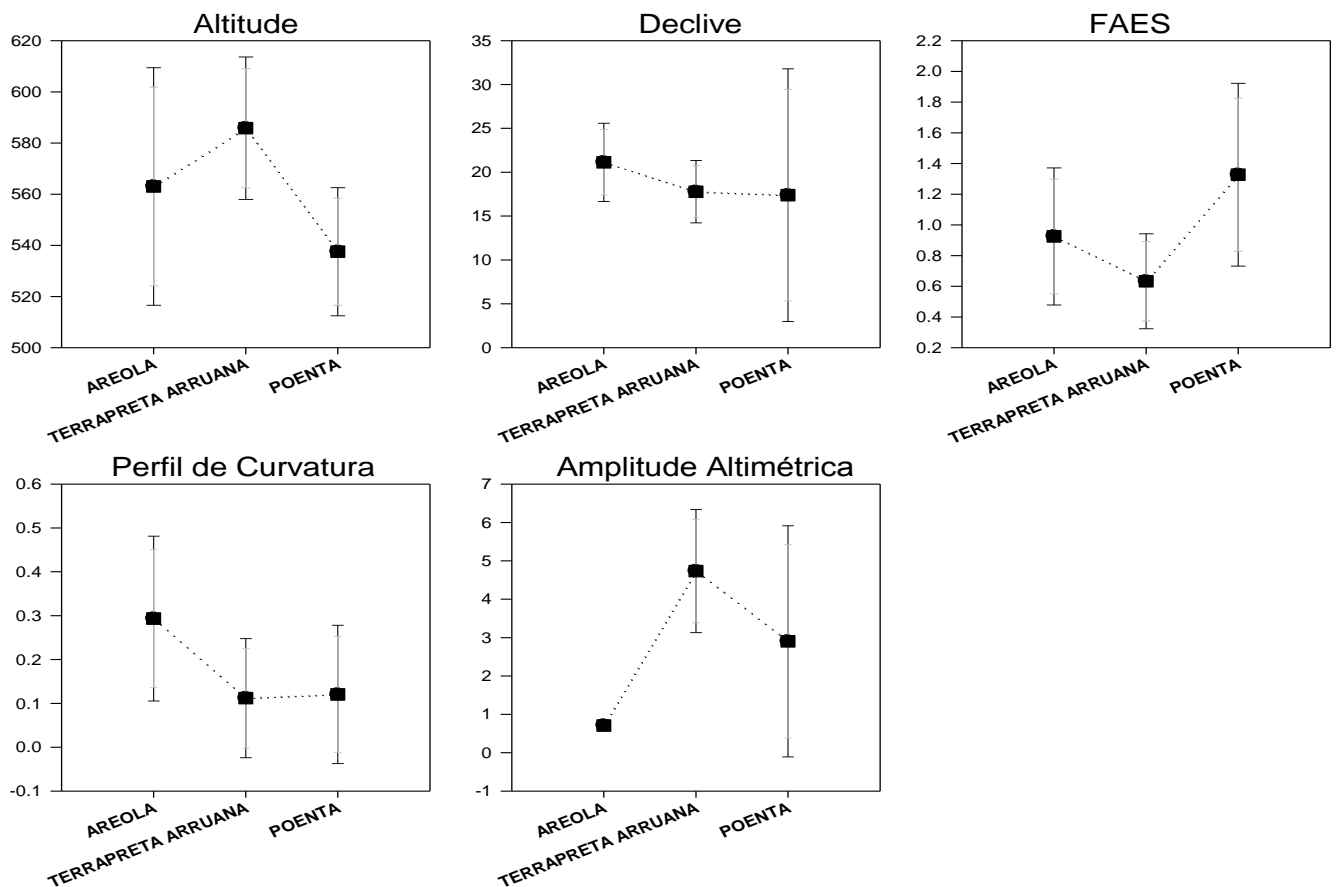 Altitude
620
600
580
560
540
520
500
AREOLA
TERRAPRETA ARRUANA
POENTA
Declive
35
30
25
20
15
10
5
0
AREOLA
TERRAPRETA ARRUANA
POENTA
FAES
2.2
2.0
1.8
1.6
1.4
1.2
1.0
0.8
0.6
0.4
0.2
AREOLA
TERRAPRETA ARRUANA
POENTA
Perfil de Curvatura
0.6
0.5
0.4
0.3
0.2
0.1
0.0
-0.1
AREOLA
TERRAPRETA ARRUANA
POENTA
Amplitude Altimétrica
7
6
5
4
3
2
1
0
-1
AREOLA
TERRAPRETA ARRUANA
POENTA